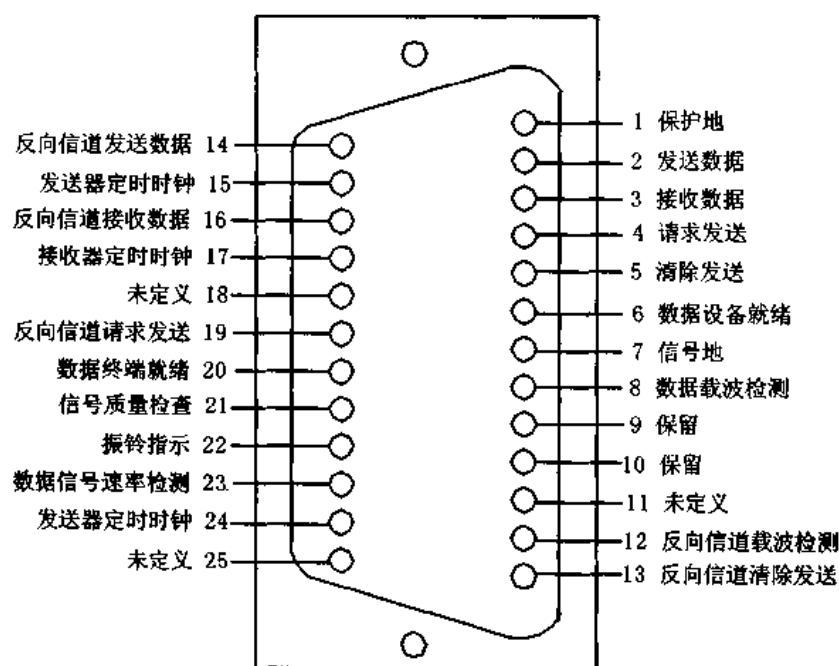 反向信道发送数据 14
发送器定时时钟 15
反向信道接收数据 16
接收器定时时钟 17
未定义 18
反向信道请求发送 19
数据终端就绪 20
信号质量检查 21
振铃指示 22
数据信号速率检测 23
发送器定时时钟 24
未定义 25
1 保护地
2 发送数据
3 接收数据
4 请求发送
5 清除发送
6 数据设备就绪
7 信号地
8 数据载波检测
9 保留
10 保留
11 未定义
12 反向信道载波检测
13 反向信道清除发送